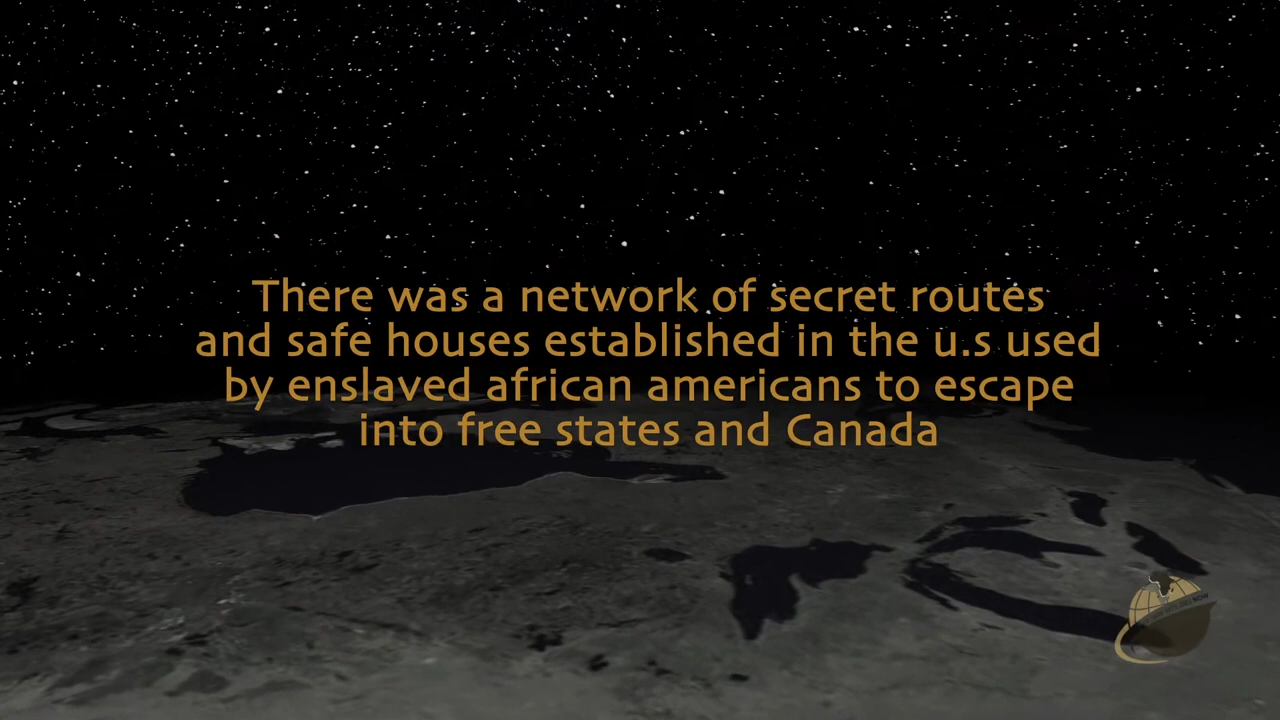 There was a network of secret routes
and safe houses established in the u.s used
by enslaved african americans to escape
into free states and Canada